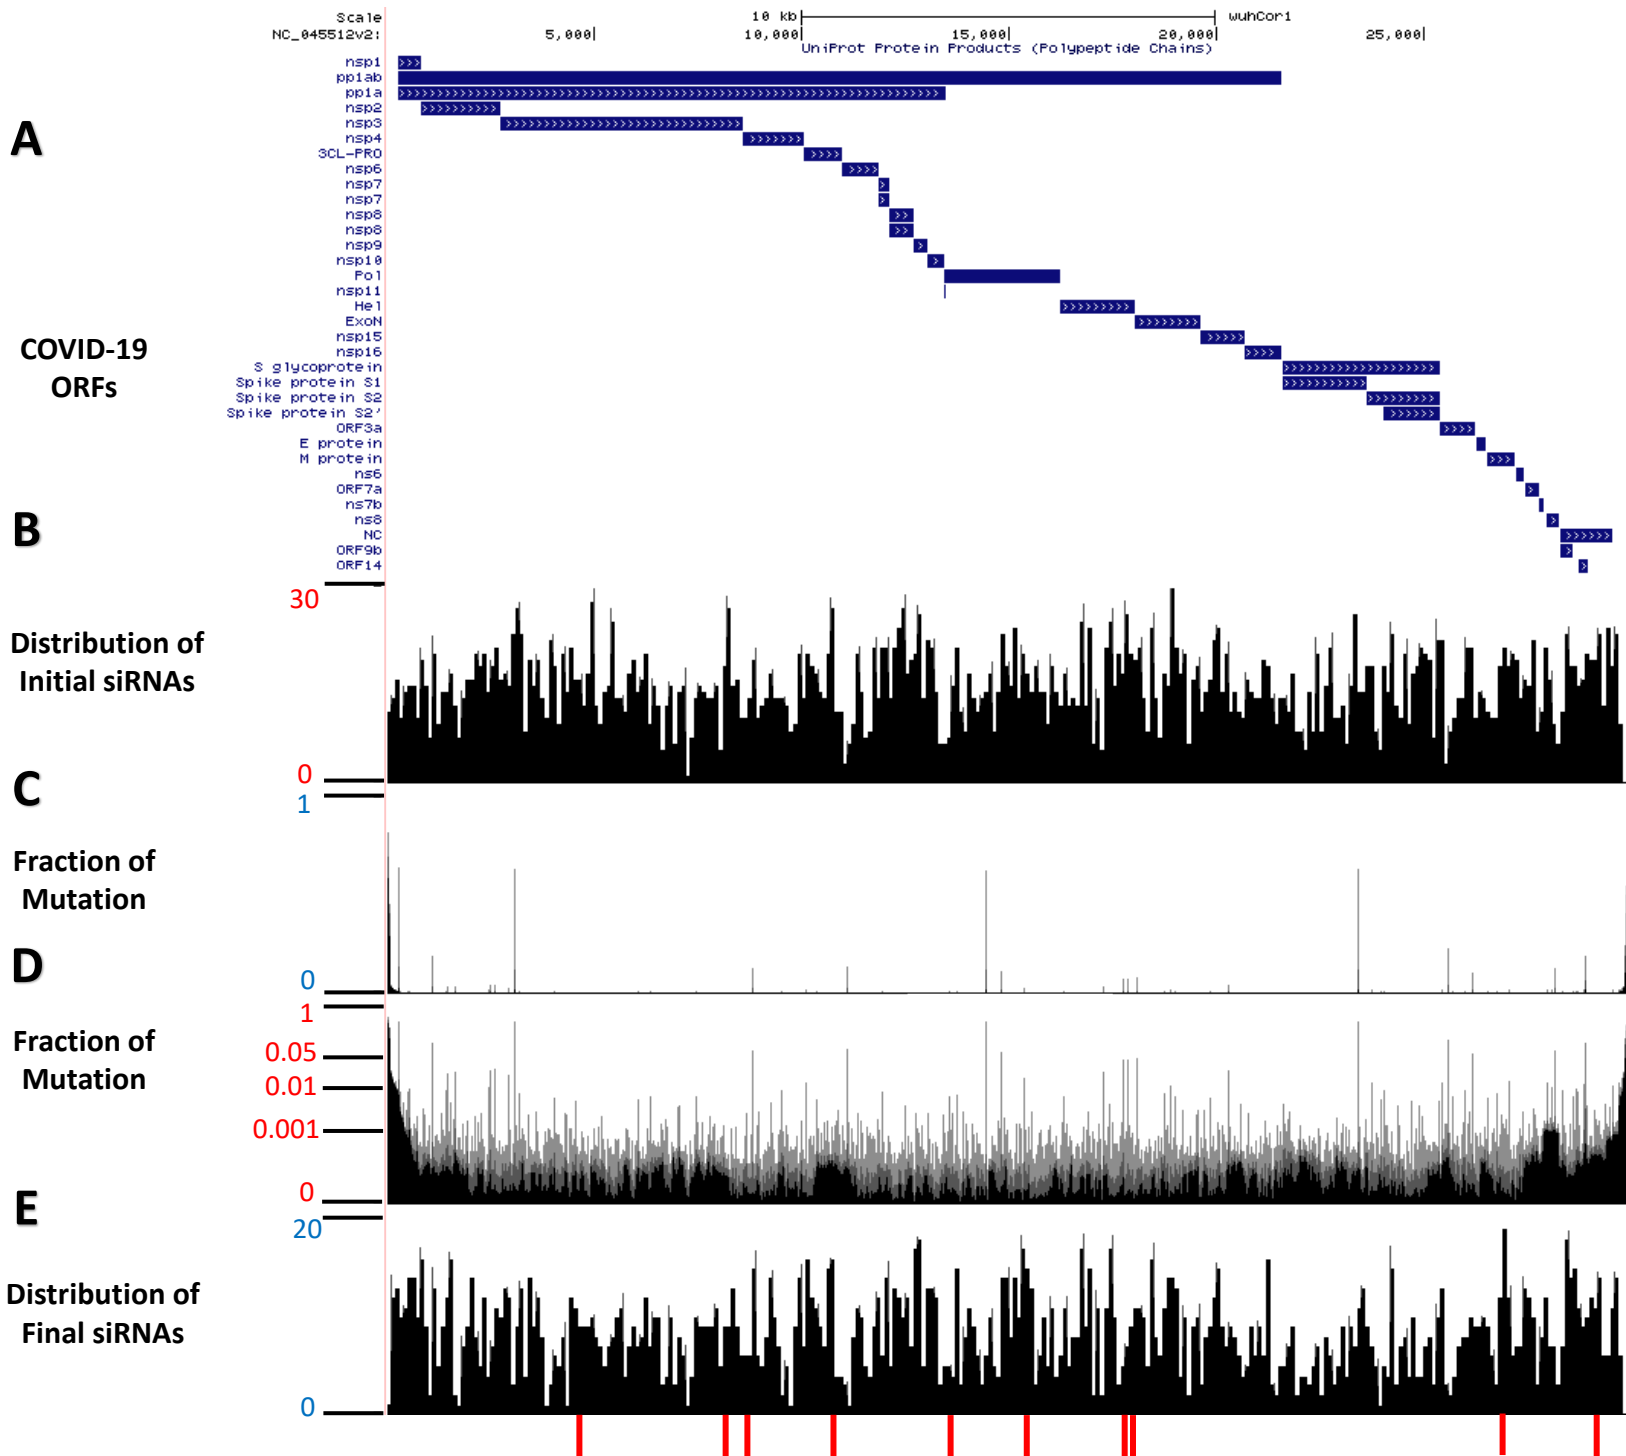 Scale 10 kb wuhCor1
NC_045512v2: 5,000 10,000 15,000 20,000 25,000
UniProt Protein Products (Polypeptide Chains)
nsp1
pp1ab
pp1a
nsp2
A
nsp3
nsp4
3CL-PRO
nsp6
nsp7
nsp7
nsp8
nsp8
nsp9
nsp10
Pol
nsp11
Hel
ExoN
nsp15
nsp16
COVID-19
ORFs
S glycoprotein
Spike protein S1
Spike protein S2
Spike protein S2'
ORF3a
E protein
M protein
ns6
ORF7a
ns7b
ns8
NC
ORF9b
ORF14
B
30
Distribution of
Initial siRNAs
0
C
1
Fraction of
Mutation
0
D
1
Fraction of
Mutation
0.05
0.01
0.001
0
E
20
Distribution of
Final siRNAs
0